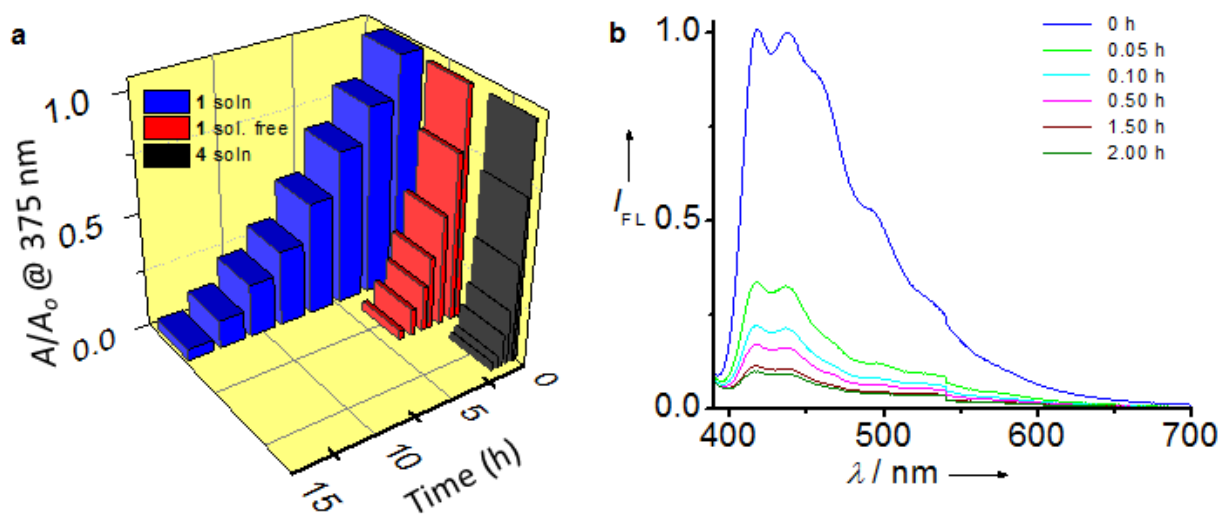 a
1.0
0.5
0.0
A/Aₒ @ 375 nm
1 soln
1 sol. free
4 soln
15
10
5
0
Time (h)
b
1.0
0.5
0.0
I FL
400
500
600
700
λ / nm
0 h
0.05 h
0.10 h
0.50 h
1.50 h
2.00 h